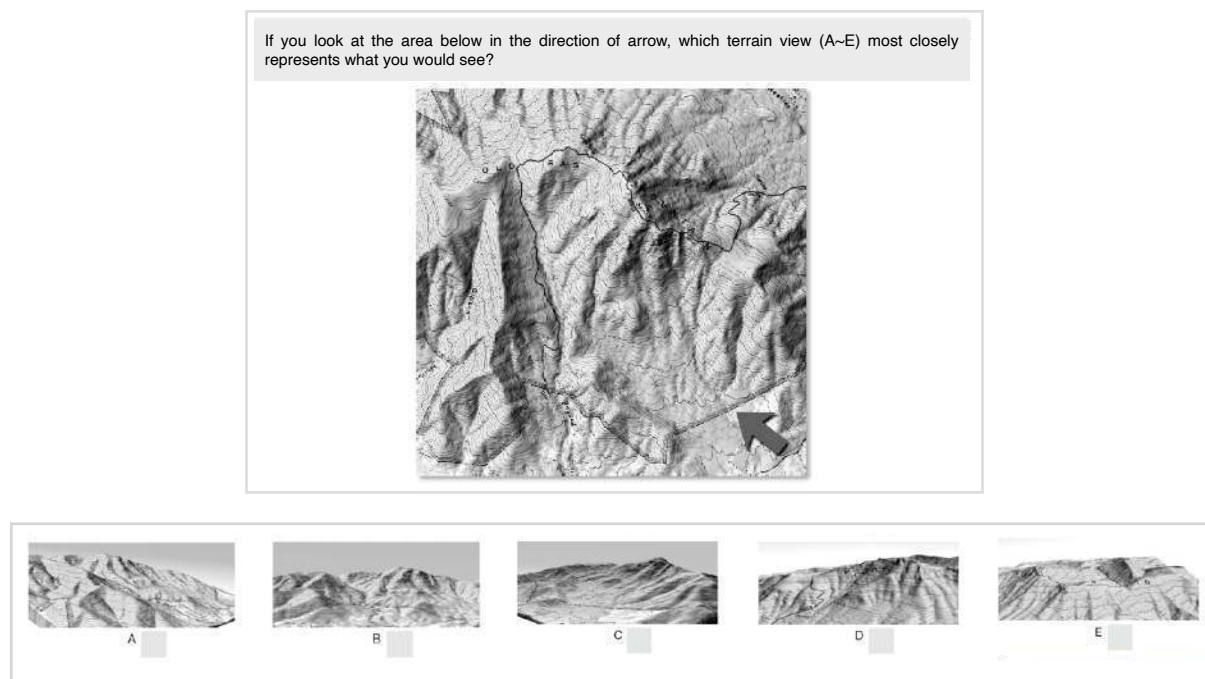 If you look at the area below in the direction of arrow, which terrain view (A~E) most closely
represents what you would see?
A
B
C
D
E